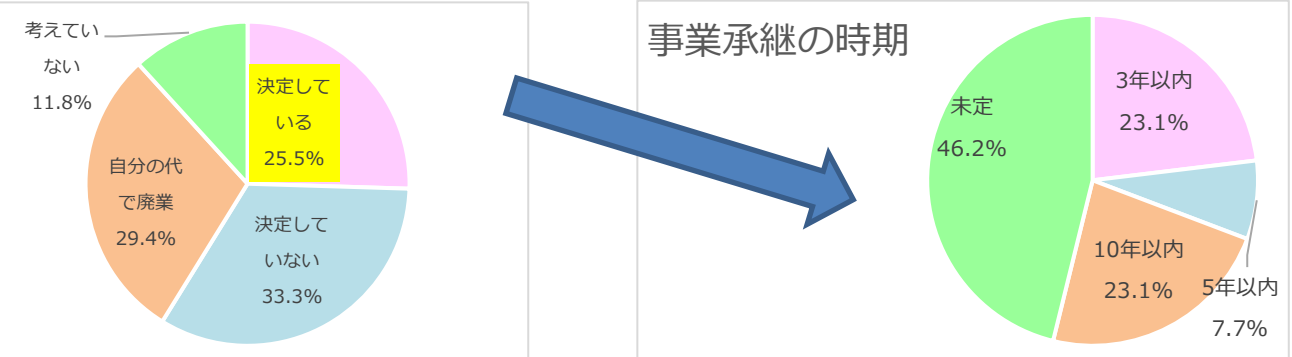 考えてい
ない
11.8%
決定して
いる
25.5%
自分の代
で廃業
29.4%
決定して
いない
33.3%
事業承継の時期
未定
46.2%
3年以内
23.1%
10年以内
23.1%
5年以内
7.7%